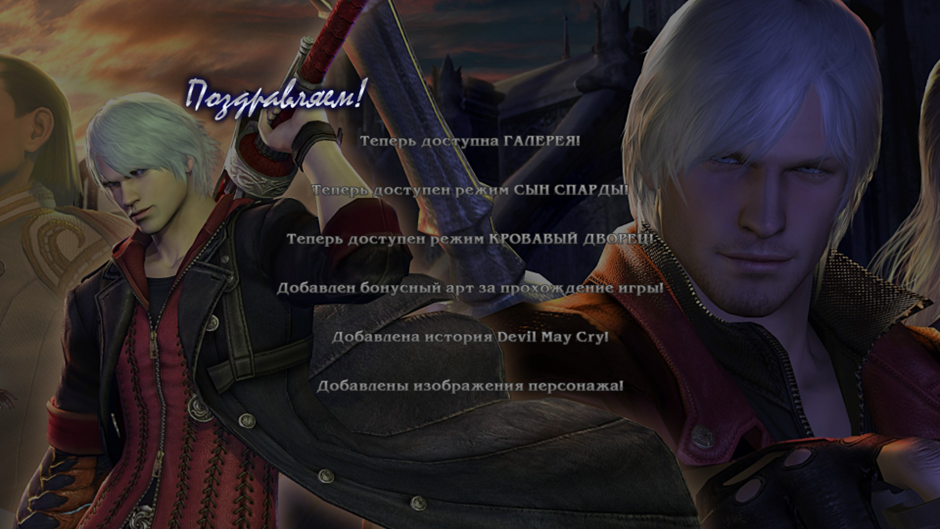 Поздравляем!
Теперь доступна ГАЛЕРЕЯ!
Теперь доступен режим СЫН СПАРДЫ!
Теперь доступен режим КРОВАВЫЙ ДВОРЕЦ!
Добавлен бонусный арт за прохождение игры!
Добавлена история Devil May Cry!
Добавлены изображения персонажа!